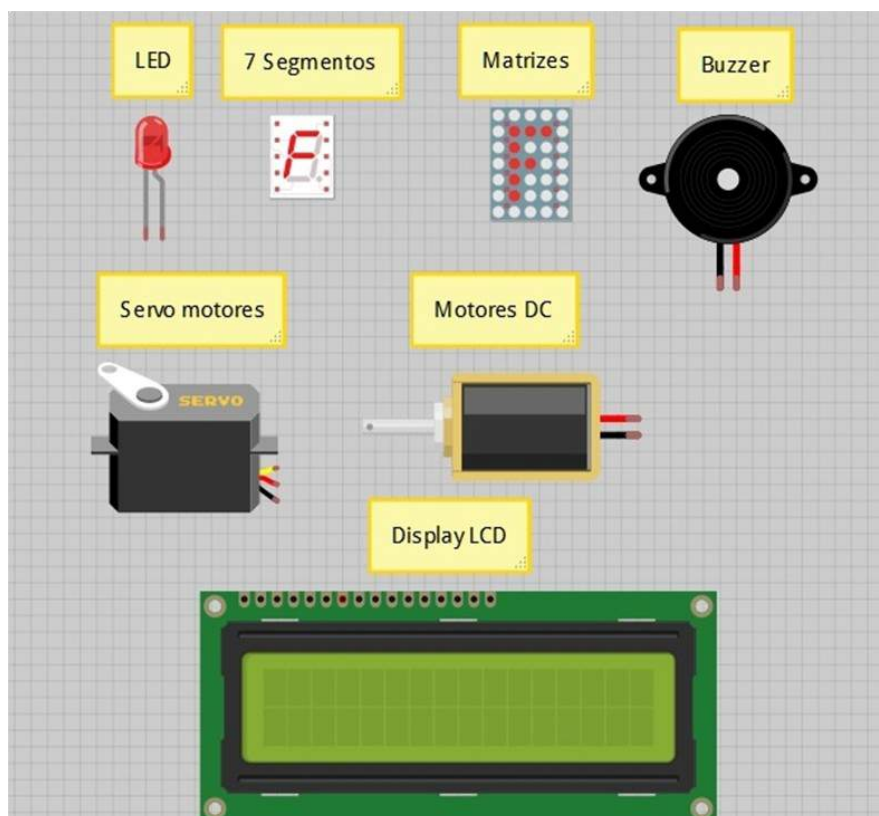 LED
7 Segmentos
Matrizes
Buzzer
Servo motores
Motores DC
SERVO
Display LCD